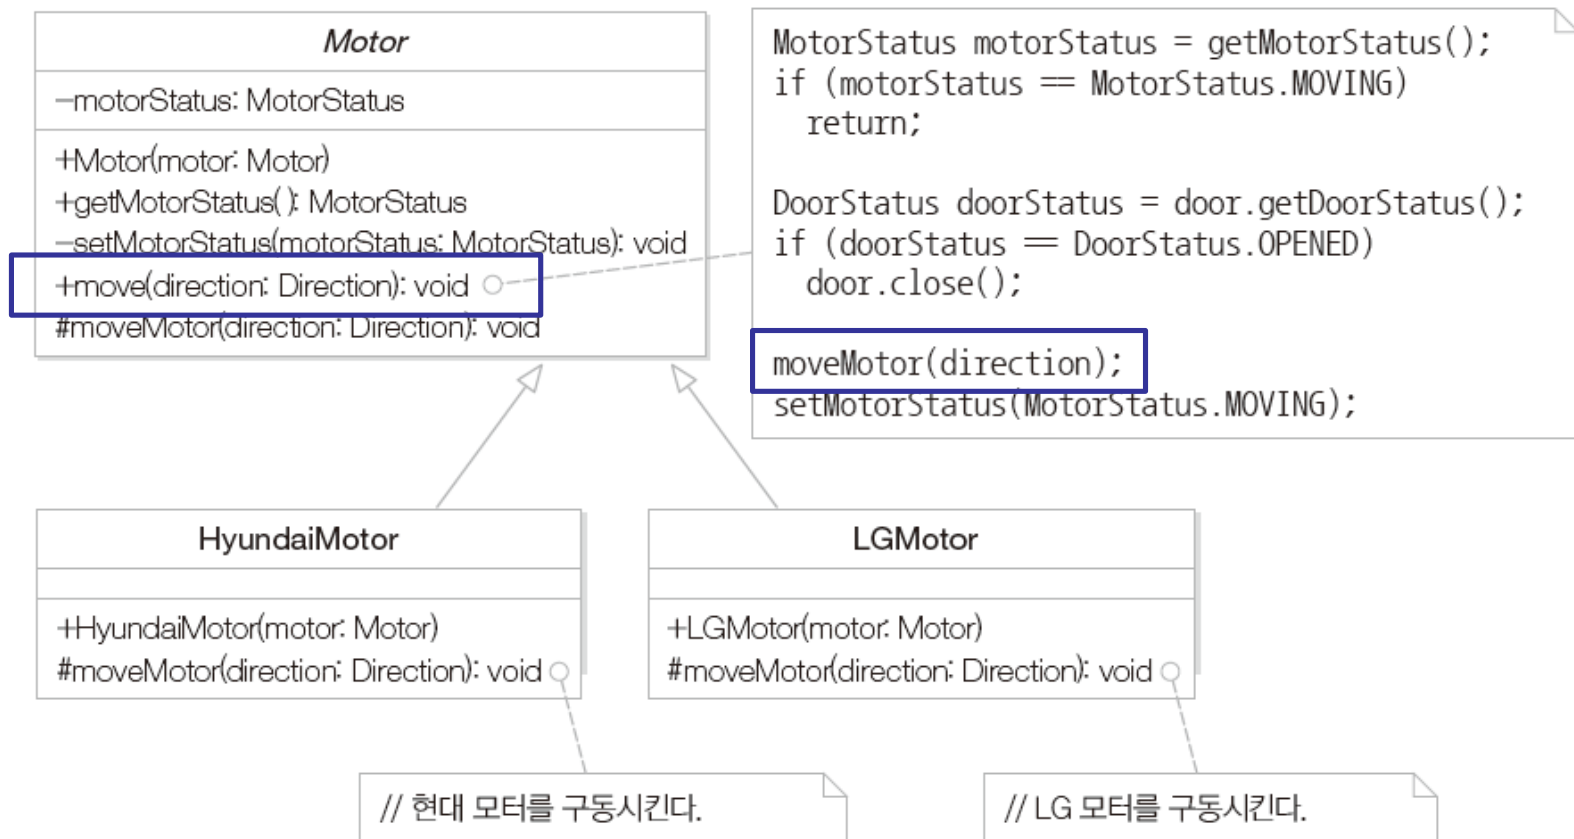 Motor
-motorStatus: MotorStatus
+Motor(motor: Motor)
+getMotorStatus( ): MotorStatus
-setMotorStatus(motorStatus: MotorStatus): void
+move(direction: Direction): void
#moveMotor(direction: Direction): void
MotorStatus motorStatus = getMotorStatus();
if (motorStatus == MotorStatus.MOVING)
return;
DoorStatus doorStatus = door.getDoorStatus();
if (doorStatus == DoorStatus.OPENED)
door.close();
moveMotor(direction);
setMotorStatus(MotorStatus.MOVING);
HyundaiMotor
+HyundaiMotor(motor: Motor)
#moveMotor(direction: Direction): void
LGMotor
+LGMotor(motor: Motor)
#moveMotor(direction: Direction): void
// 현대 모터를 구동시킨다.
// LG 모터를 구동시킨다.